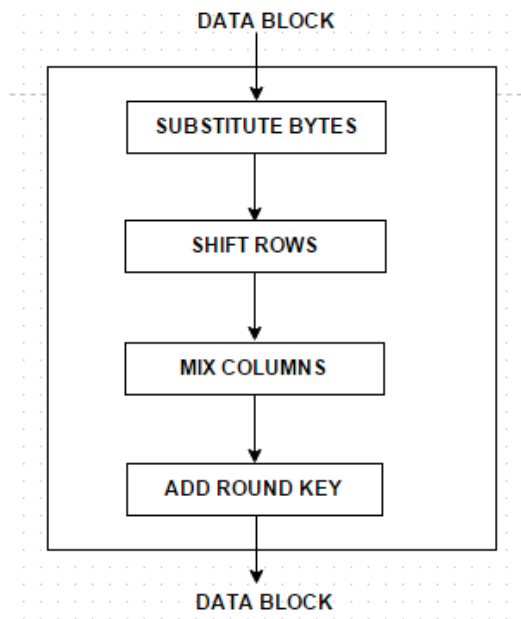 DATA BLOCK
SUBSTITUTE BYTES
SHIFT ROWS
MIX COLUMNS
ADD ROUND KEY
DATA BLOCK